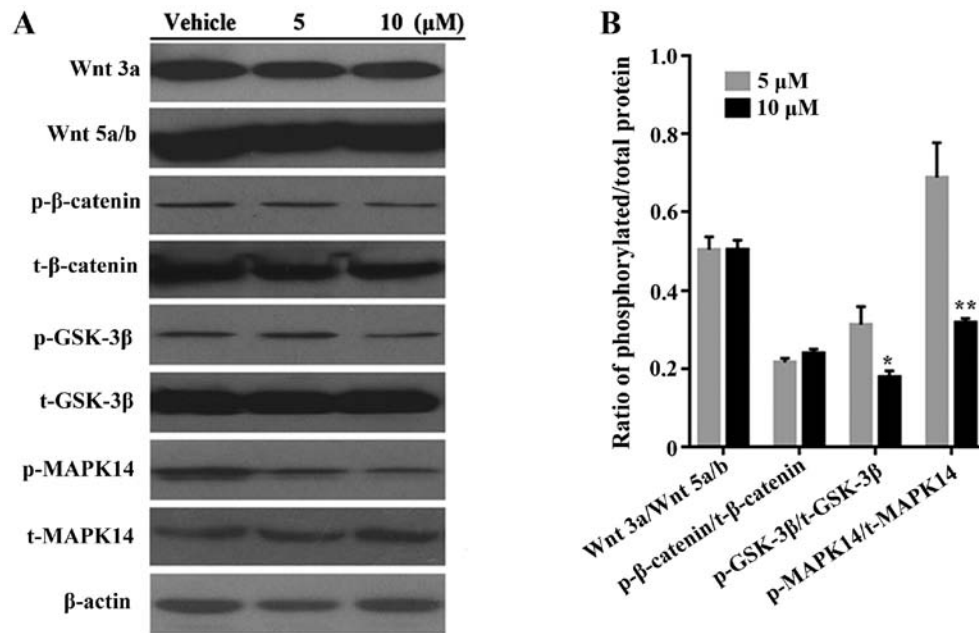 A
Vehicle 5 10 (μM)
Wnt 3a
Wnt 5a/b
p-β-catenin
t-β-catenin
p-GSK-3β
t-GSK-3β
p-MAPK14
t-MAPK14
β-actin
B
Ratio of phosphorylated/total protein
1.0
0.8
0.6
0.4
0.2
0
5 μM
10 μM
*
**
Wnt 3a/Wnt 5a/b
p-β-catenin/t-β-catenin
p-GSK-3β/t-GSK-3β
p-MAPK14/t-MAPK14